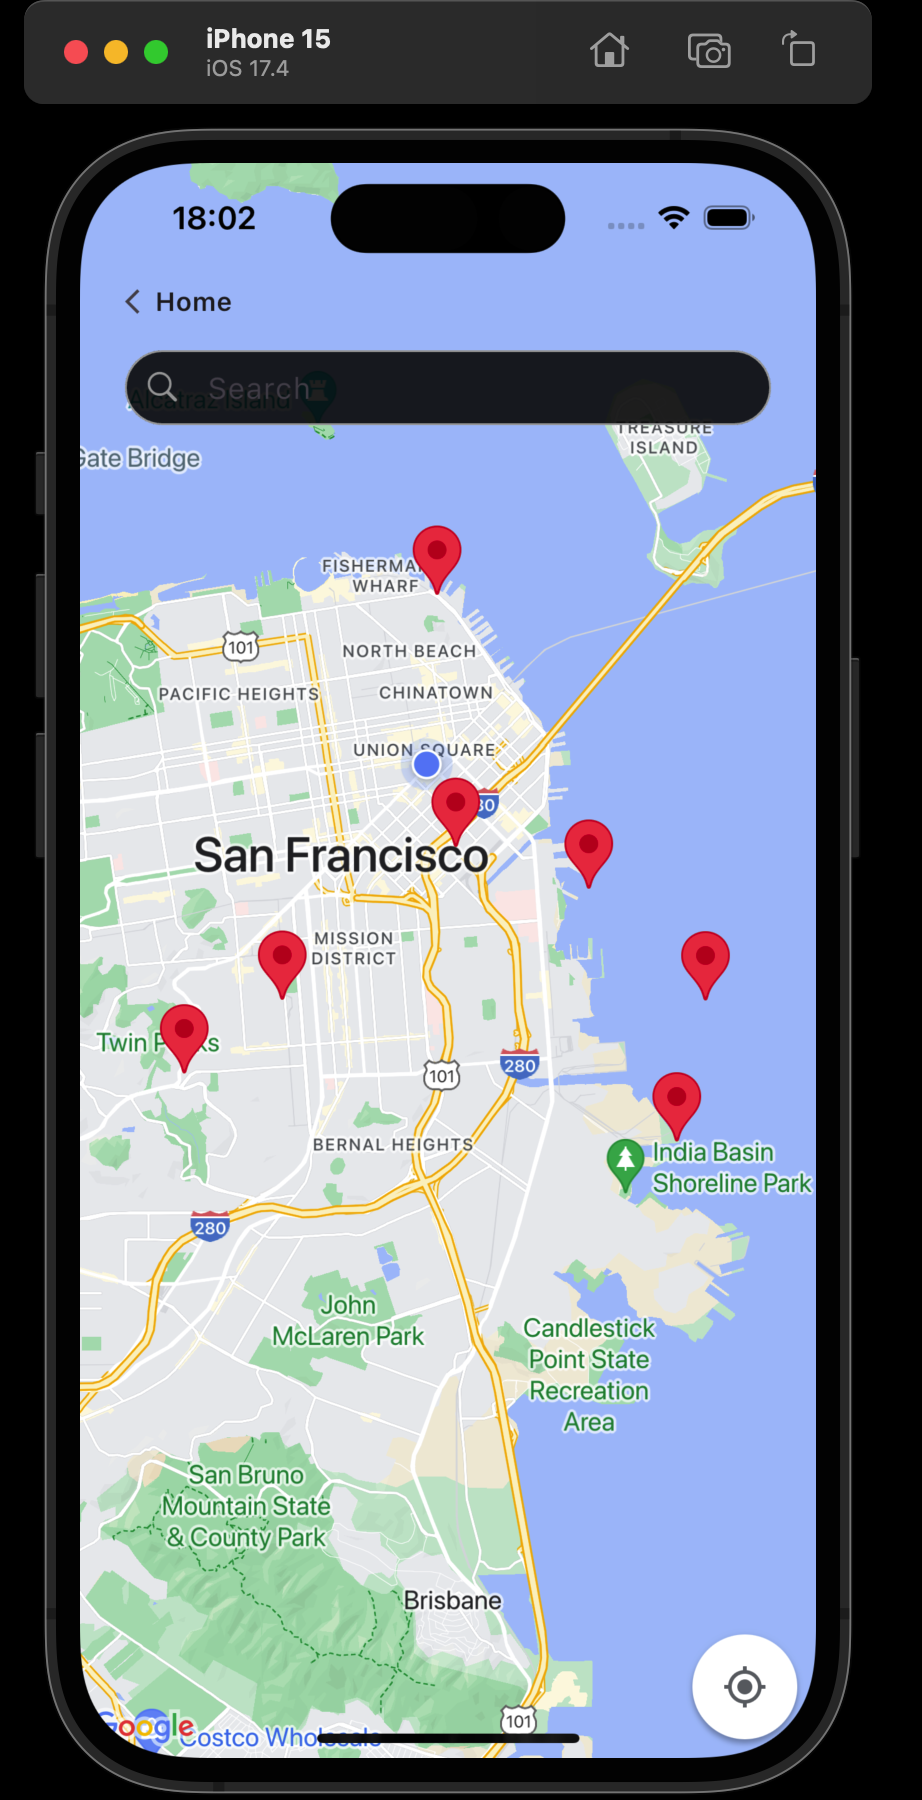 iPhone 15
iOS 17.4
18:02
Home
Search
Alcatraz Island
TREASURE
ISLAND
Gate Bridge
FISHERMA
WHARF
101
NORTH BEACH
PACIFIC HEIGHTS
CHINATOWN
UNION SQUARE
80
San Francisco
MISSION
DISTRICT
Twin P ks
101
280
BERNAL HEIGHTS
India Basin
Shoreline Park
280
John
McLaren Park
Candlestick
Point State
Recreation
Area
San Bruno
Mountain State
& County Park
Brisbane
101
Google
Costco Wholesale